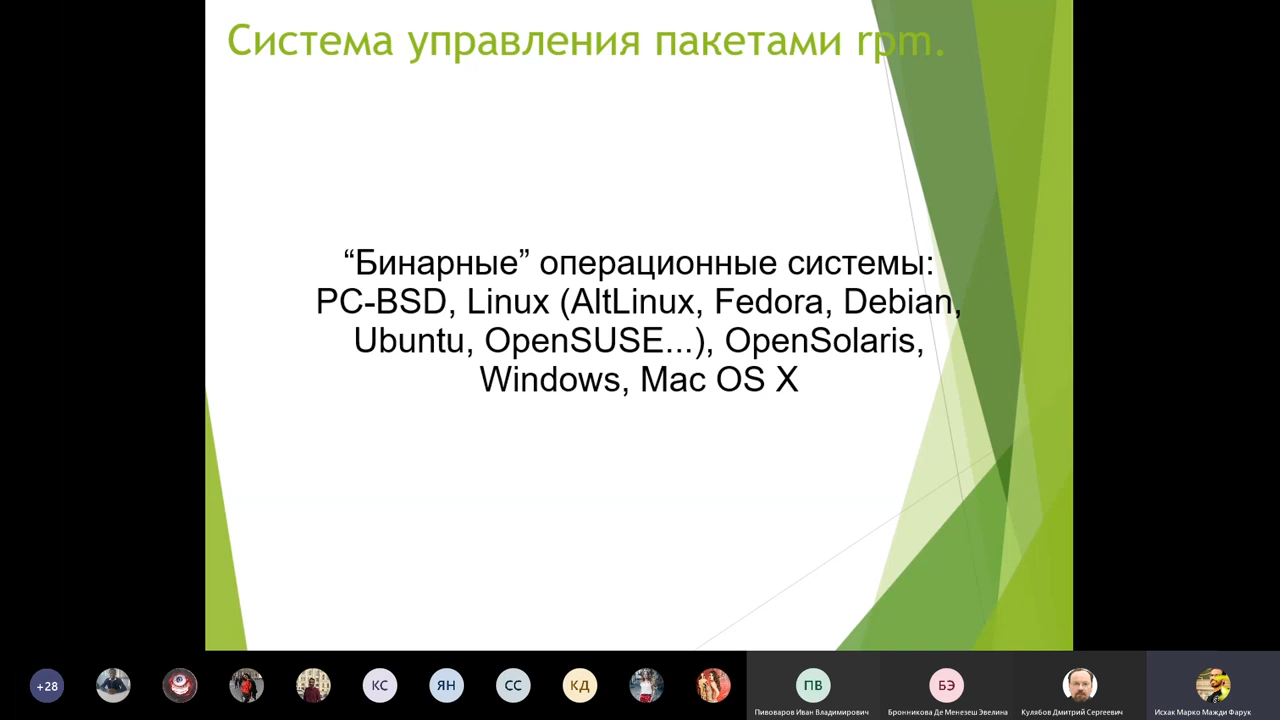 Система управления пакетами rpm.
“Бинарные” операционные системы:
PC-BSD, Linux (AltLinux, Fedora, Debian,
Ubuntu, OpenSUSE...), OpenSolaris,
Windows, Mac OS X
+28
КС
ЯН
СС
КД
ПВ
БЭ
Пивоваров Иван Владимирович
Бронникова Де Менезеш Эвелина
Кулябов Дмитрий Сергеевич
Исхак Марко Мажди Фарук